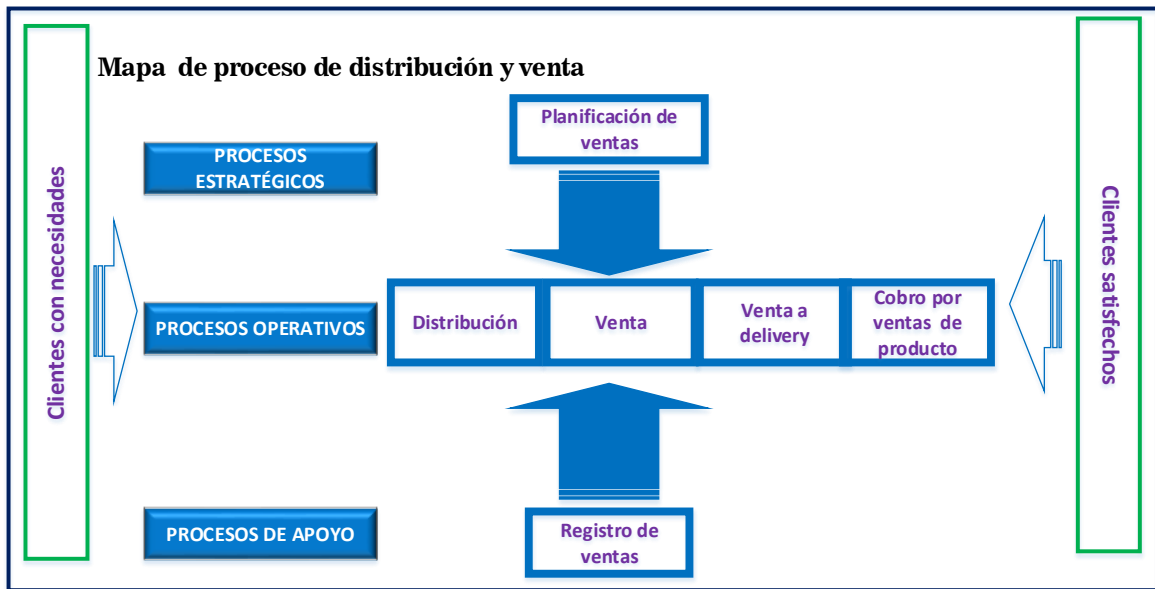 Mapa de proceso de distribución y venta
Clientes con necesidades
PROCESOS
ESTRATÉGICOS
Planificación de
ventas
PROCESOS OPERATIVOS
Distribución
Venta
Venta a
delivery
Cobro por
ventas de
producto
PROCESOS DE APOYO
Registro de
ventas
Clientes satisfechos